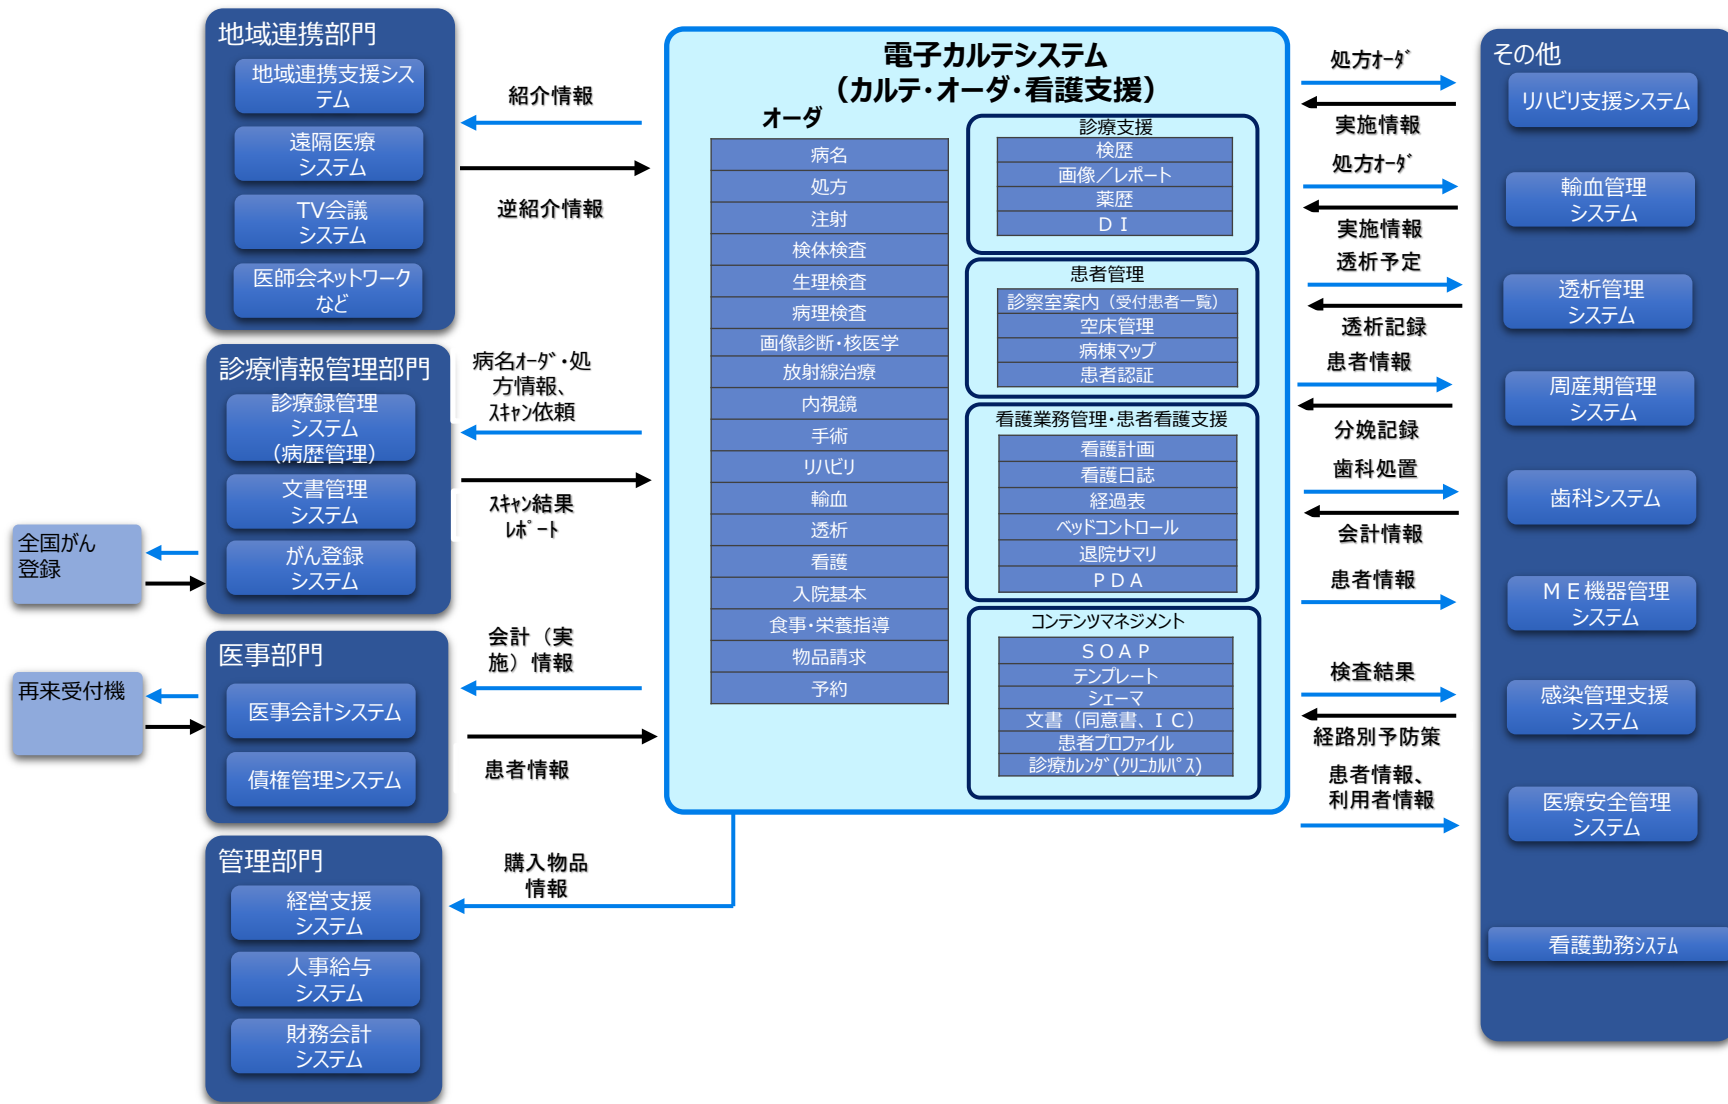 地域連携部門
地域連携支援シス
テム
遠隔医療
システム
TV会議
システム
医師会ネットワーク
など
紹介情報
逆紹介情報
診療情報管理部門
診療録管理
システム
（病歴管理）
文書管理
システム
がん登録
システム
病名ｵｰﾀﾞ･処
方情報、
ｽｷｬﾝ依頼
ｽｷｬﾝ結果
ﾚﾎﾟｰﾄ
全国がん
登録
医事部門
医事会計システム
債権管理システム
会計（実
施）情報
患者情報
再来受付機
管理部門
経営支援
システム
人事給与
システム
財務会計
システム
購入物品
情報
電子カルテシステム
（カルテ・オーダ・看護支援）
オーダ
病名
処方
注射
検体検査
生理検査
病理検査
画像診断・核医学
放射線治療
内視鏡
手術
リハビリ
輸血
透析
看護
入院基本
食事・栄養指導
物品請求
予約
診療支援
検歴
画像／レポート
薬歴
ＤＩ
患者管理
診察室案内（受付患者一覧）
空床管理
病棟マップ
患者認証
看護業務管理・患者看護支援
看護計画
看護日誌
経過表
ベッドコントロール
退院サマリ
ＰＤＡ
コンテンツマネジメント
ＳＯＡＰ
テンプレート
シェーマ
文書（同意書、ＩＣ）
患者プロファイル
診療ｶﾚﾝﾀﾞ(ｸﾘﾆｶﾙﾊﾟｽ)
処方ｵｰﾀﾞ
実施情報
処方ｵｰﾀﾞ
実施情報
透析予定
透析記録
患者情報
分娩記録
歯科処置
会計情報
患者情報
検査結果
経路別予防策
患者情報、
利用者情報
その他
リハビリ支援システム
輸血管理
システム
透析管理
システム
周産期管理
システム
歯科システム
ＭＥ機器管理
システム
感染管理支援
システム
医療安全管理
システム
看護勤務ｼｽﾃﾑ